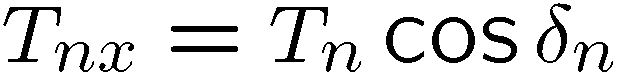 T_{nx} = T_n cos δ_n